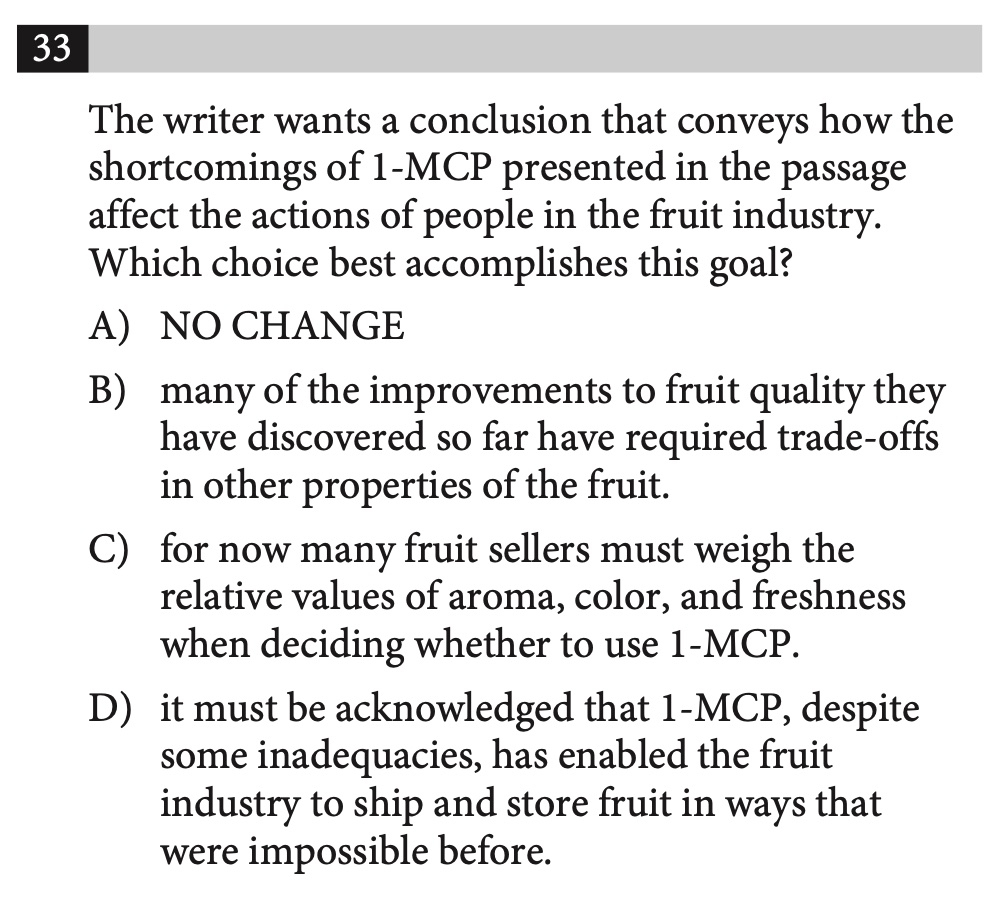 33
The writer wants a conclusion that conveys how the
shortcomings of 1-MCP presented in the passage
affect the actions of people in the fruit industry.
Which choice best accomplishes this goal?
A) NO CHANGE
B) many of the improvements to fruit quality they
have discovered so far have required trade-offs
in other properties of the fruit.
C) for now many fruit sellers must weigh the
relative values of aroma, color, and freshness
when deciding whether to use 1-MCP.
D) it must be acknowledged that 1-MCP, despite
some inadequacies, has enabled the fruit
industry to ship and store fruit in ways that
were impossible before.